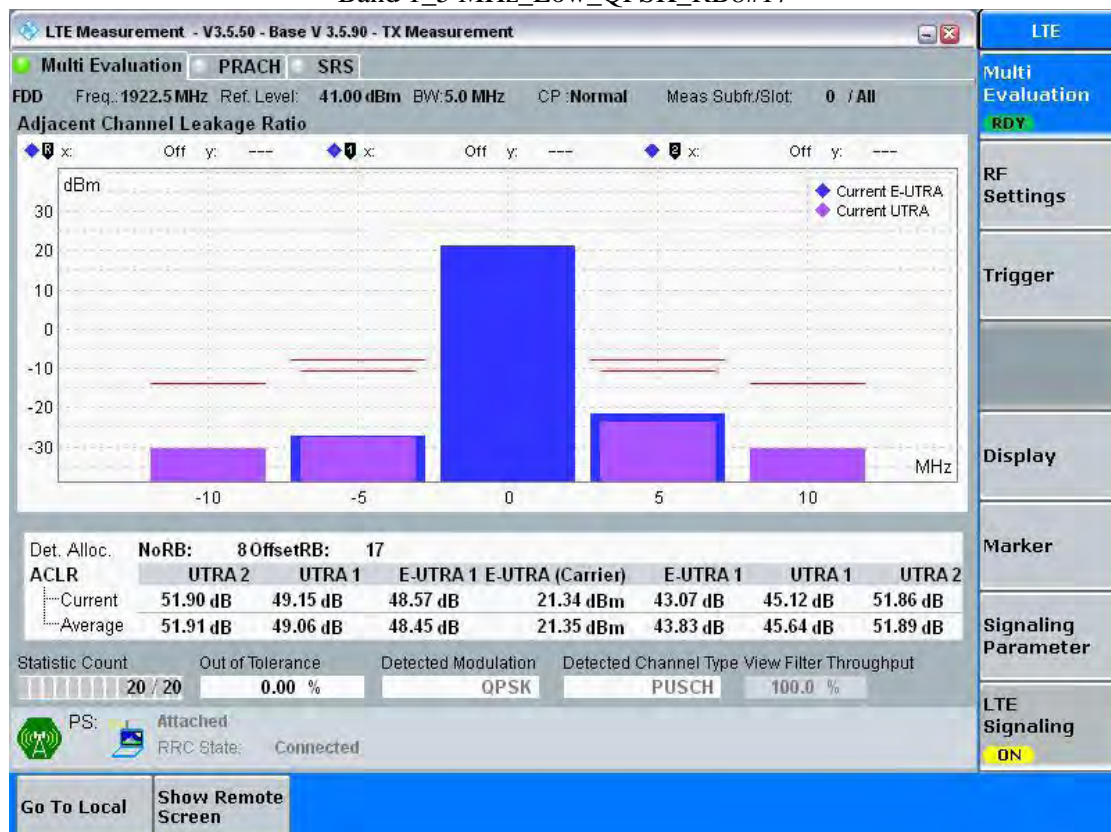 Band 1_5 MHz_Low_QPSK_RB8#17
LTE Measurement - V3.5.50 - Base V 3.5.90 - TX Measurement
LTE
Multi Evaluation PRACH SRS
Multi
Evaluation
RDY
FDD Freq.: 1922.5 MHz Ref. Level: 41.00 dBm BW: 5.0 MHz CP : Normal Meas Subfr./Slot: 0 / All
Adjacent Channel Leakage Ratio
R x: Off y: --- 1 x: Off y: --- 2 x: Off y: ---
dBm
Current E-UTRA
Current UTRA
30
20
10
0
-10
-20
-30
MHz
-10 -5 0 5 10
RF
Settings
Trigger
Display
Marker
Signaling
Parameter
LTE
Signaling
ON
Det. Alloc. NoRB: 8 OffsetRB: 17
ACLR UTRA 2 UTRA 1 E-UTRA 1 E-UTRA (Carrier) E-UTRA 1 UTRA 1 UTRA 2
Current 51.90 dB 49.15 dB 48.57 dB 21.34 dBm 43.07 dB 45.12 dB 51.86 dB
Average 51.91 dB 49.06 dB 48.45 dB 21.35 dBm 43.83 dB 45.64 dB 51.89 dB
Statistic Count Out of Tolerance Detected Modulation Detected Channel Type View Filter Throughput
20 / 20 0.00 % QPSK PUSCH 100.0 %
PS: Attached
RRC State: Connected
Go To Local
Show Remote
Screen